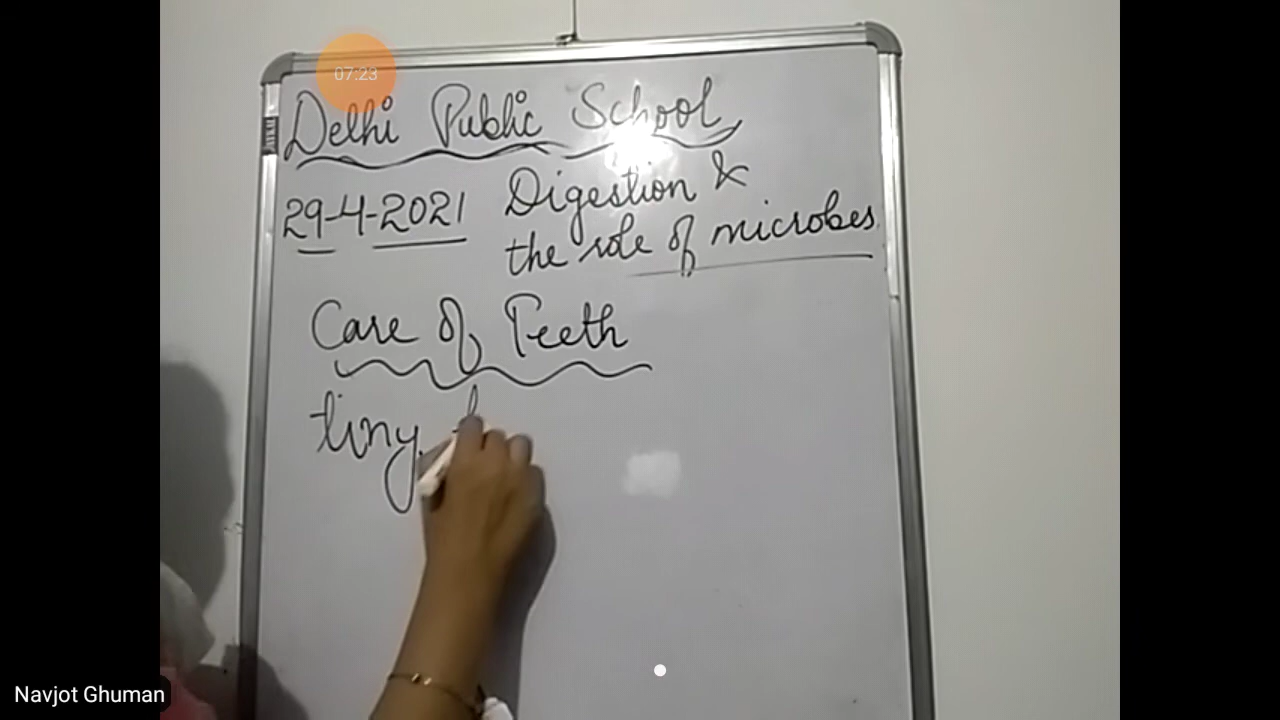 07:23
Delhi Public School
29-4-2021 Digestion &
the role of microbes
Care of Teeth
tiny
Navjot Ghuman